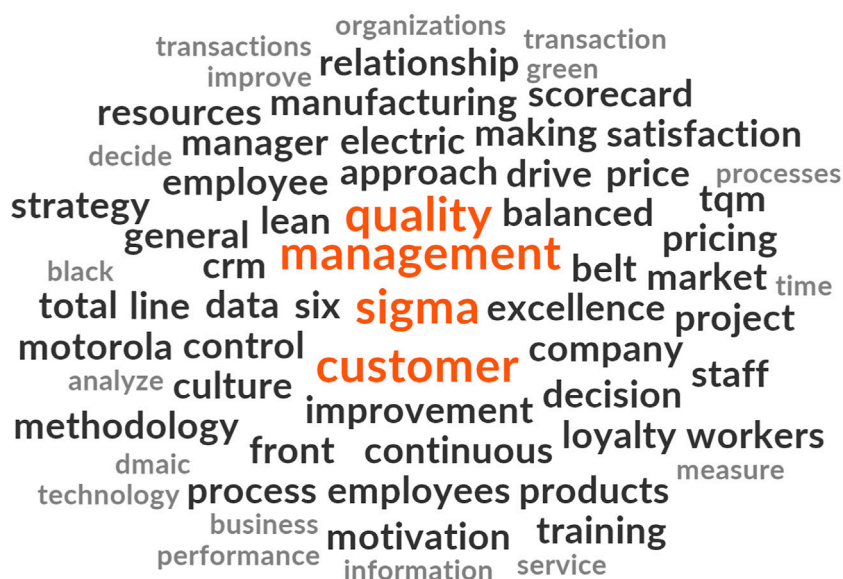 organizations
transactions transaction
improve relationship green
resources manufacturing scorecard
decide manager electric making satisfaction
employee approach drive price processes
strategy general lean quality balanced tqm
black crm management belt pricing
market time
total line data six sigma excellence project
motorola control customer company
analyze culture decision staff
methodology improvement loyalty workers
dmaic front continuous measure
technology process employees products
business motivation training
performance information service